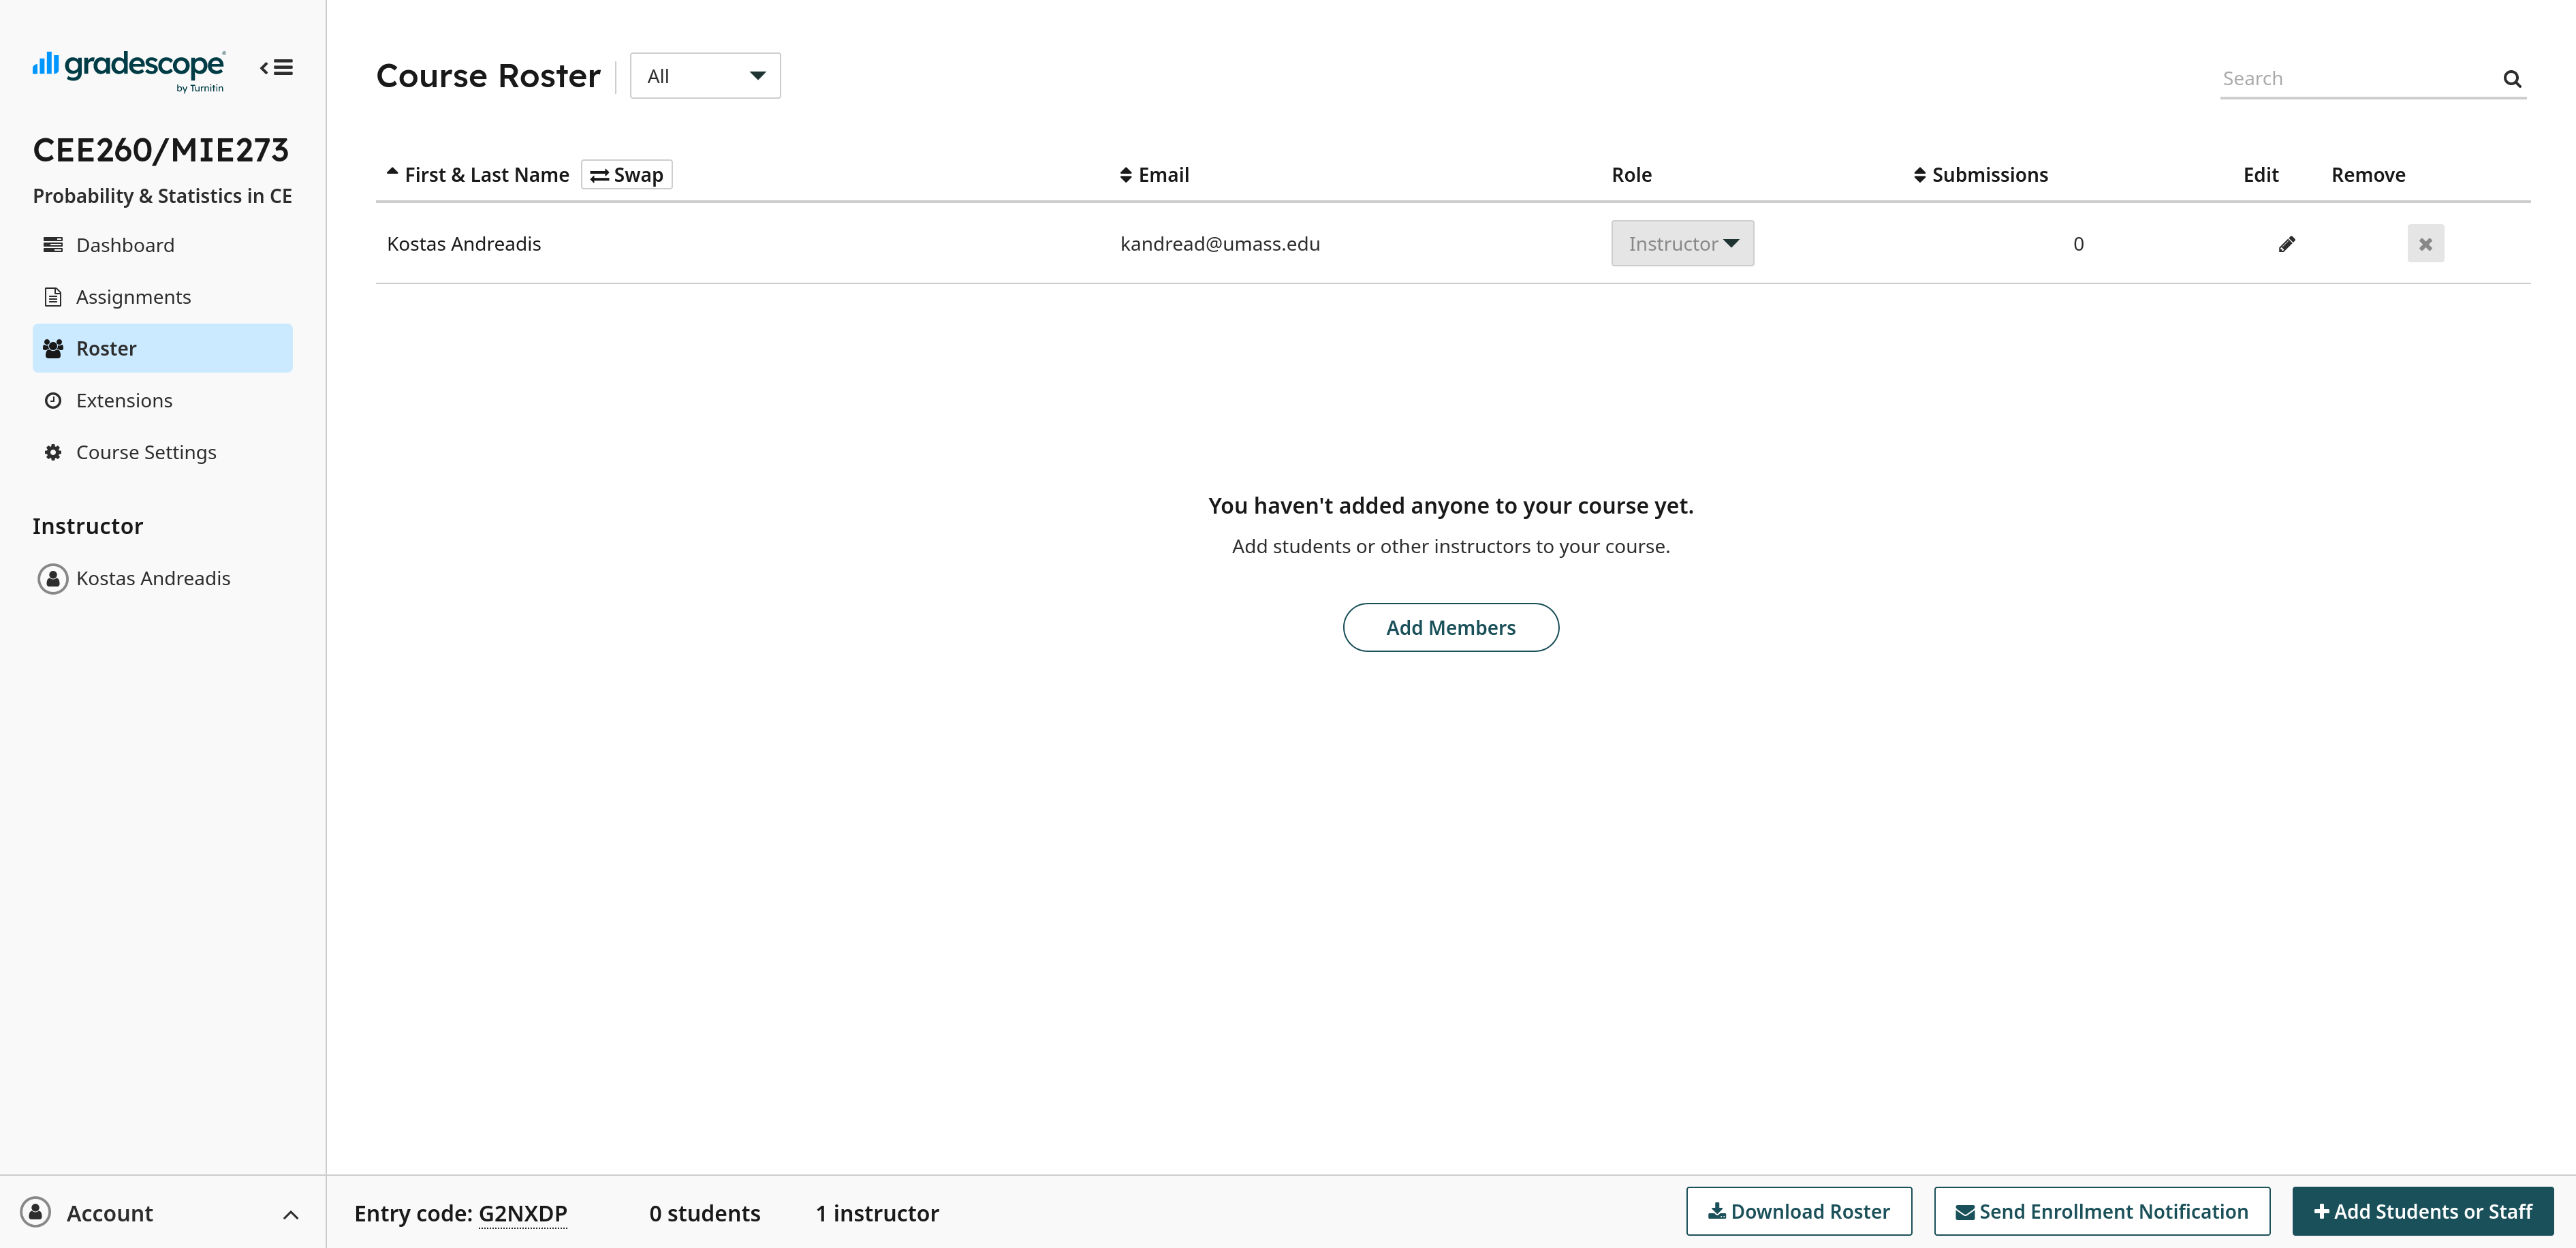 gradescope
by Turnitin
CEE260/MIE273
Probability & Statistics in CE
Dashboard
Assignments
Roster
Extensions
Course Settings
Instructor
Kostas Andreadis
Account
Course Roster All
Search
First & Last Name Swap Email Role Submissions Edit Remove
Kostas Andreadis kandread@umass.edu Instructor 0
You haven't added anyone to your course yet.
Add students or other instructors to your course.
Add Members
Entry code: G2NXDP 0 students 1 instructor Download Roster Send Enrollment Notification Add Students or Staff